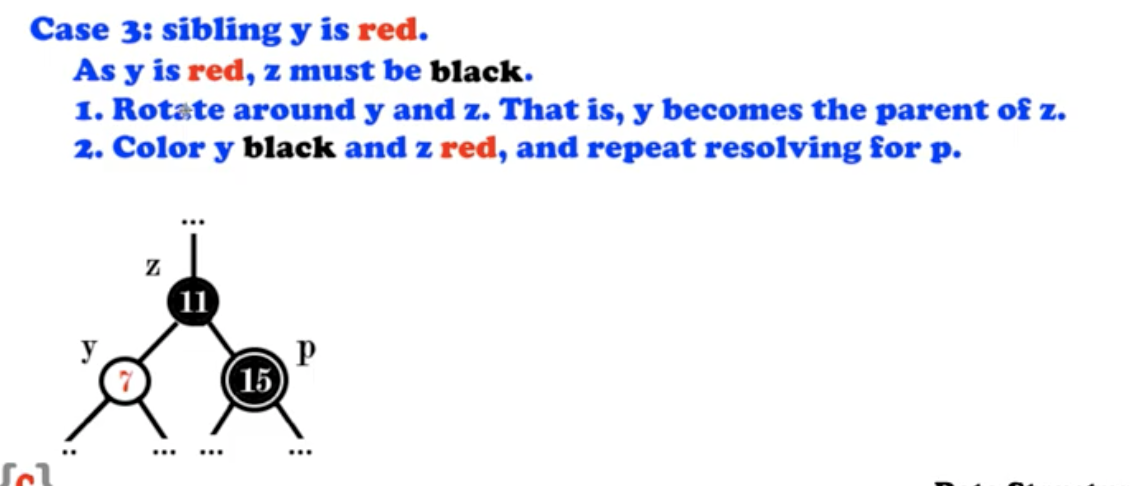 Case 3: sibling y is red.
As y is red, z must be black.
1. Rotate around y and z. That is, y becomes the parent of z.
2. Color y black and z red, and repeat resolving for p.
...
z
11
y
p
7
15
..
...
...
...
{c}